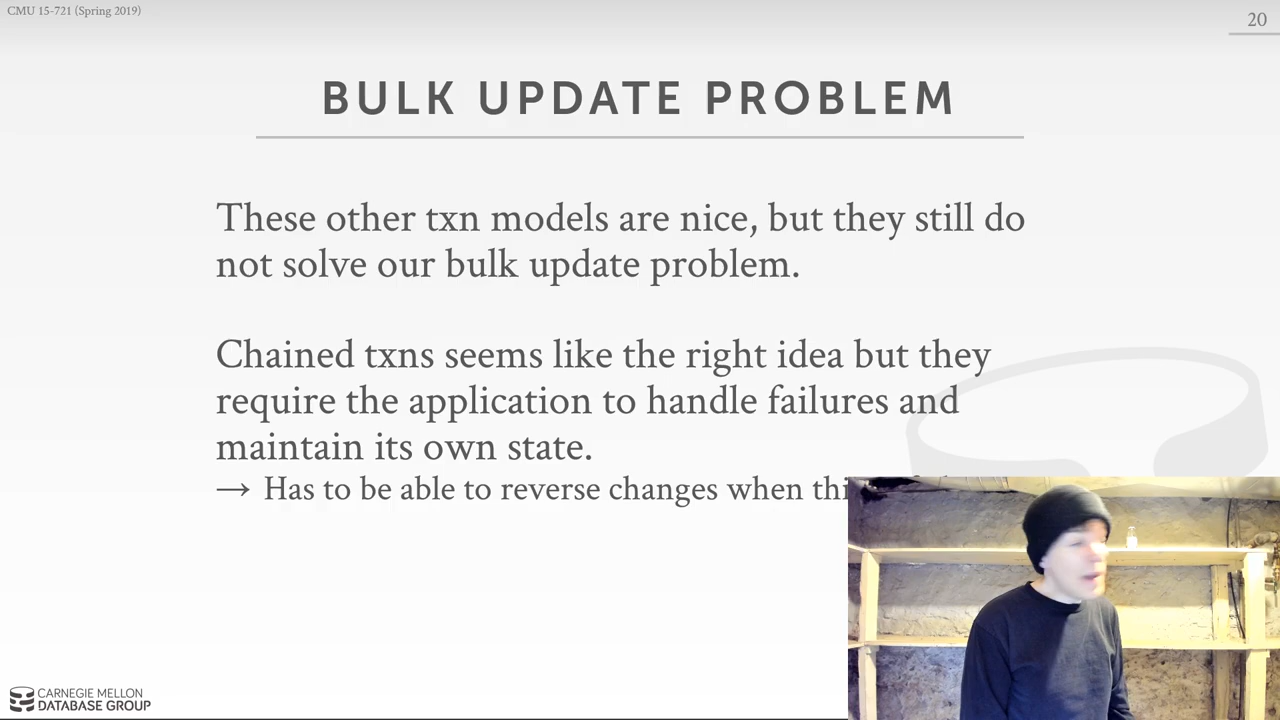 CMU 15-721 (Spring 2019)
20
BULK UPDATE PROBLEM
These other txn models are nice, but they still do
not solve our bulk update problem.
Chained txns seems like the right idea but they
require the application to handle failures and
maintain its own state.
→ Has to be able to reverse changes when
CARNEGIE MELLON
DATABASE GROUP